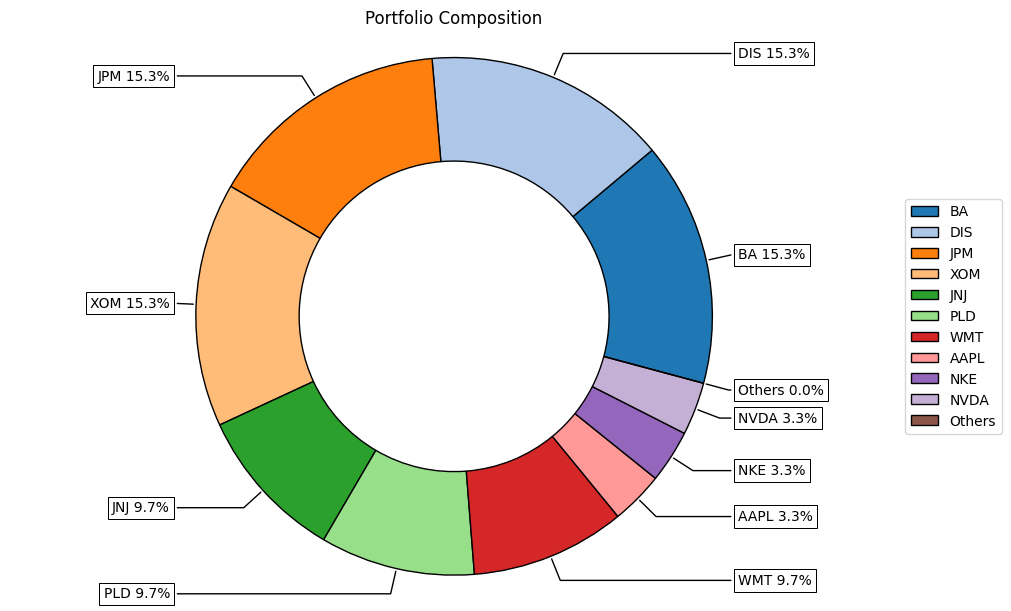 Portfolio Composition
DIS 15.3%
JPM 15.3%
BA 15.3%
XOM 15.3%
Others 0.0%
NVDA 3.3%
NKE 3.3%
JNJ 9.7%
AAPL 3.3%
WMT 9.7%
PLD 9.7%
BA
DIS
JPM
XOM
JNJ
PLD
WMT
AAPL
NKE
NVDA
Others